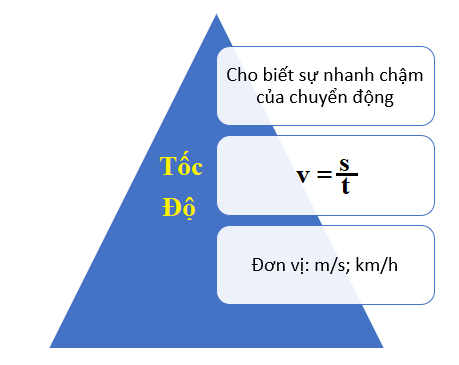 Tốc
Độ
Cho biết sự nhanh chậm
của chuyển động
v = s/t
Đơn vị: m/s; km/h